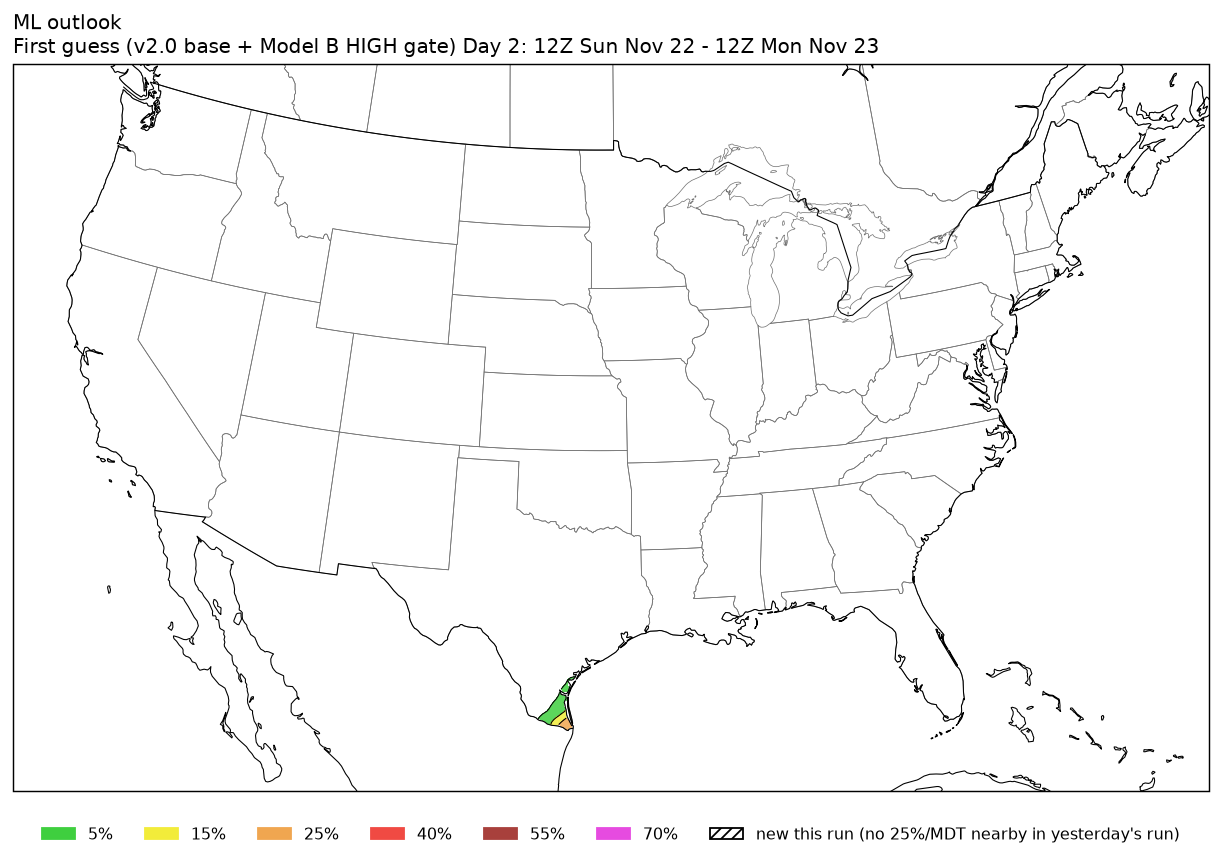 ML outlook
First guess (v2.0 base + Model B HIGH gate) Day 2: 12Z Sun Nov 22 - 12Z Mon Nov 23
5% 15% 25% 40% 55% 70% new this run (no 25%/MDT nearby in yesterday's run)